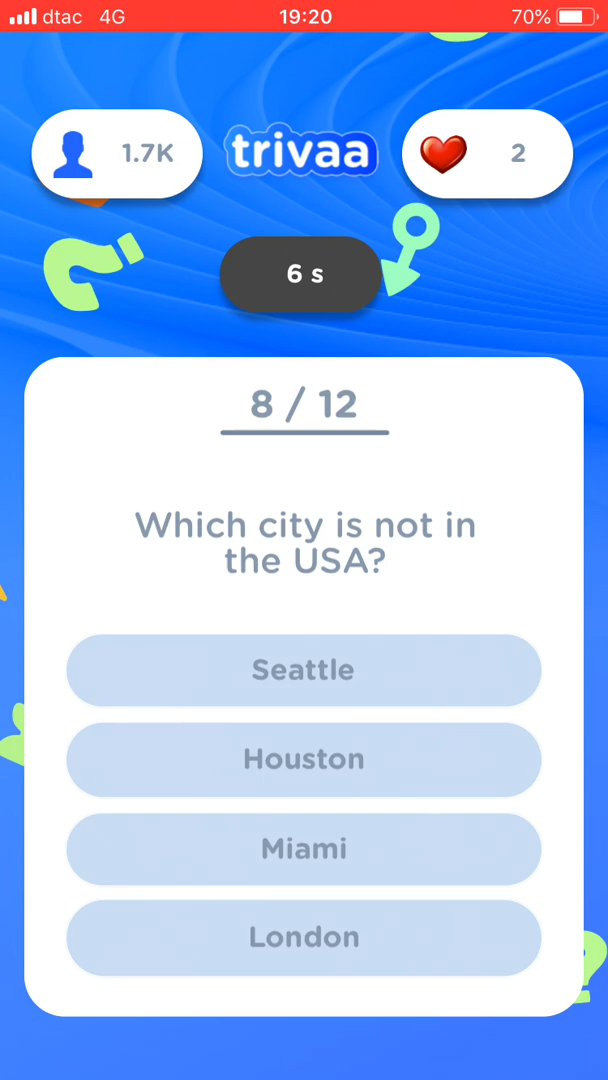 dtac 4G 19:20 70%
1.7K trivaa 2
6 s
8 / 12
Which city is not in
the USA?
Seattle
Houston
Miami
London